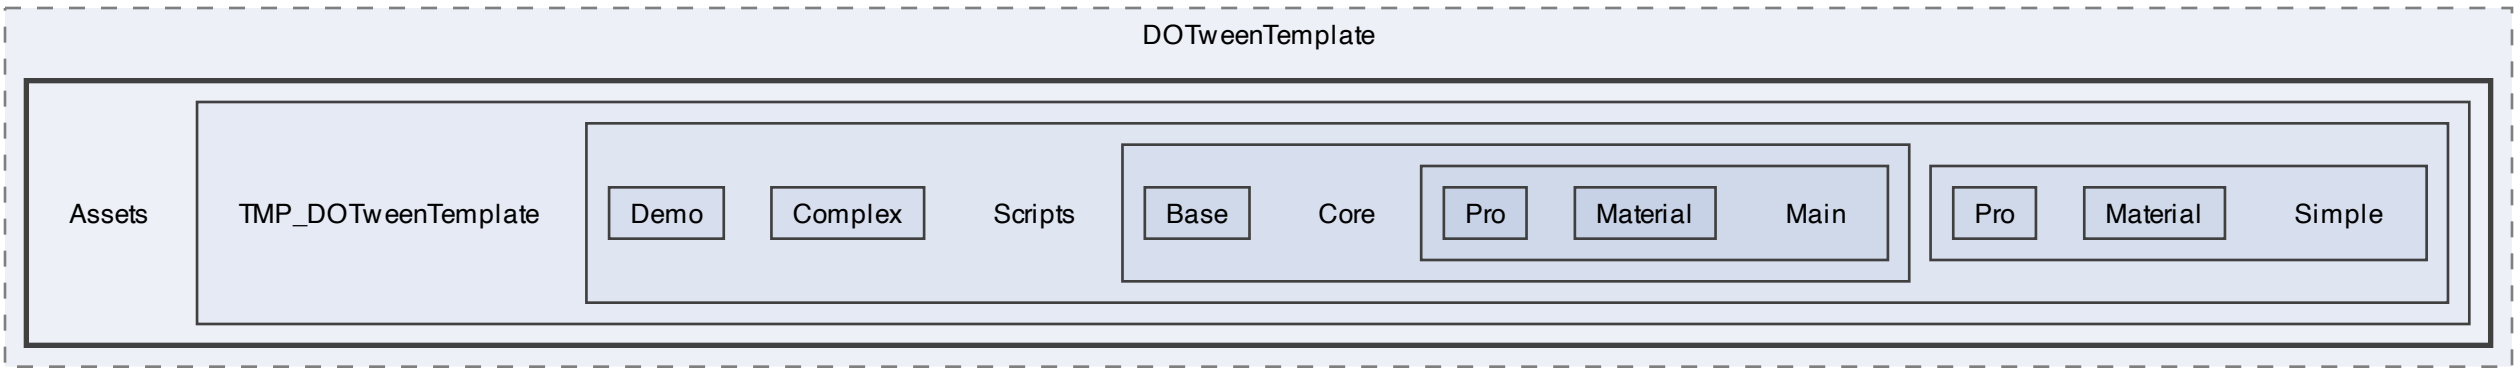 DOTweenTemplate
Assets
TMP_DOTweenTemplate
Demo
Complex
Scripts
Base
Core
Pro
Material
Main
Pro
Material
Simple